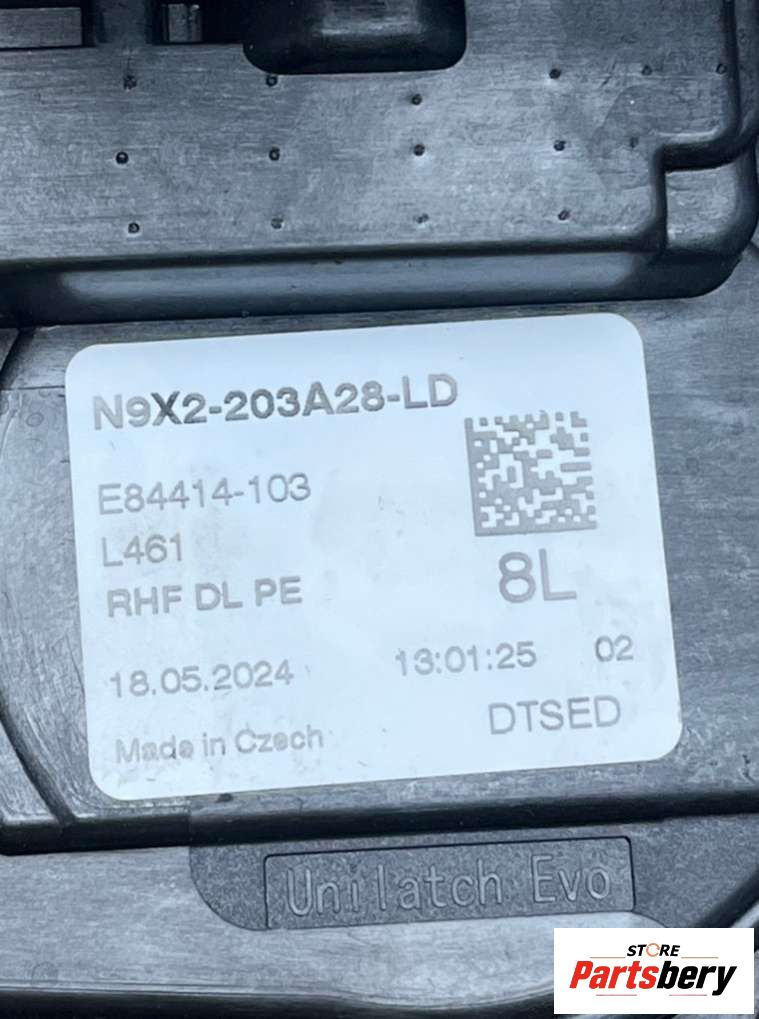 N9X2-203A28-LD
E84414-103
L461
RHF DL PE
8L
18.05.2024 13:01:25 02
Made in Czech DTSED
Unilatch Evo
STORE
Partsbery